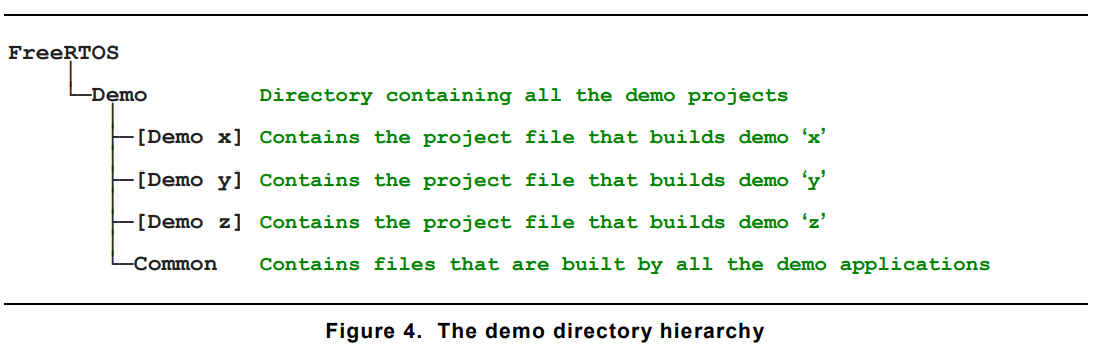 FreeRTOS
Demo Directory containing all the demo projects
[Demo x] Contains the project file that builds demo ‘x’
[Demo y] Contains the project file that builds demo ‘y’
[Demo z] Contains the project file that builds demo ‘z’
Common Contains files that are built by all the demo applications
Figure 4. The demo directory hierarchy